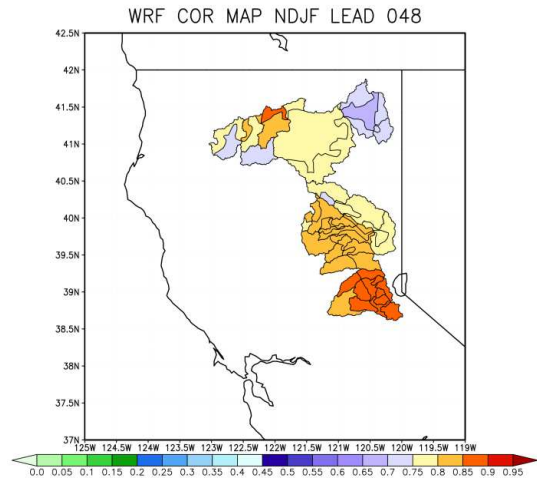 WRF COR MAP NDJF LEAD 048
42.5N
42N
41.5N
41N
40.5N
40N
39.5N
39N
38.5N
38N
37.5N
37N
125W 124.5W 124W 123.5W 123W 122.5W 122W 121.5W 121W 120.5W 120W 119.5W 119W
0.0 0.05 0.1 0.15 0.2 0.25 0.3 0.35 0.4 0.45 0.5 0.55 0.6 0.65 0.7 0.75 0.8 0.85 0.9 0.95